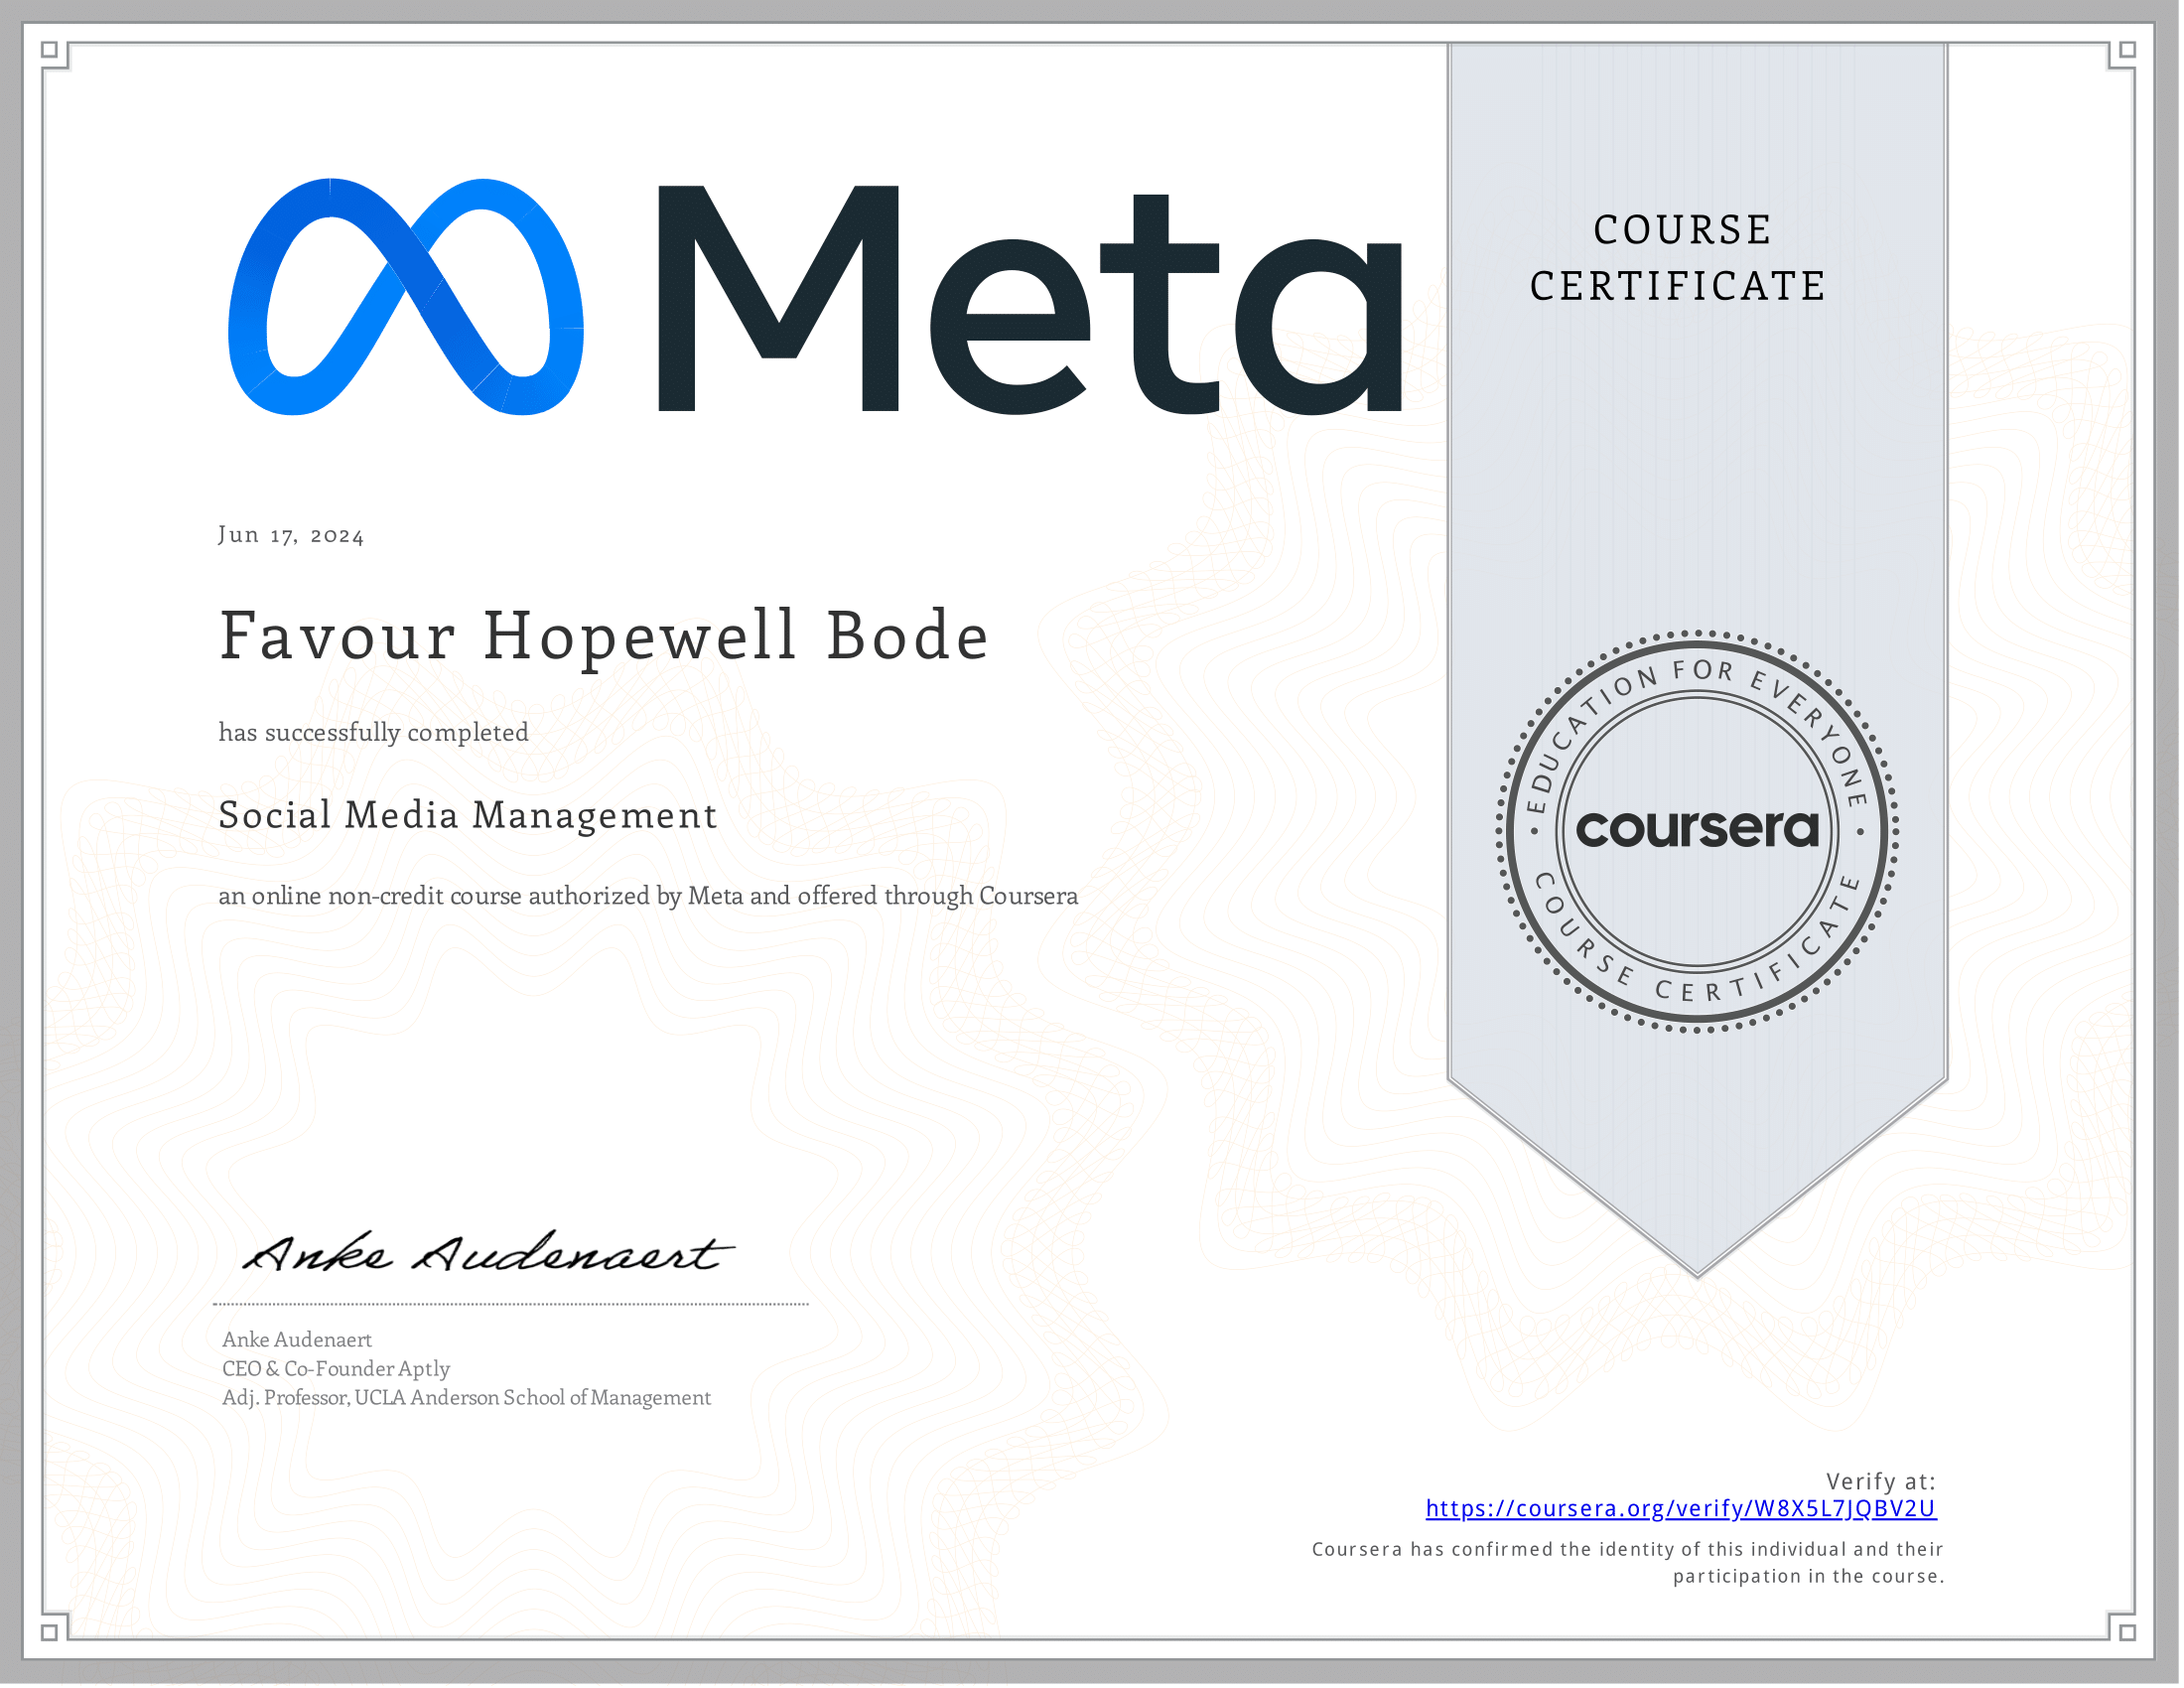 Meta
COURSE
CERTIFICATE
Jun 17, 2024
Favour Hopewell Bode
has successfully completed
Social Media Management
an online non-credit course authorized by Meta and offered through Coursera
EDUCATION FOR EVERYONE
coursera
COURSE CERTIFICATE
Anke Audenaert
Anke Audenaert
CEO & Co-Founder Aptly
Adj. Professor, UCLA Anderson School of Management
Verify at:
https://coursera.org/verify/W8X5L7JQBV2U
Coursera has confirmed the identity of this individual and their
participation in the course.